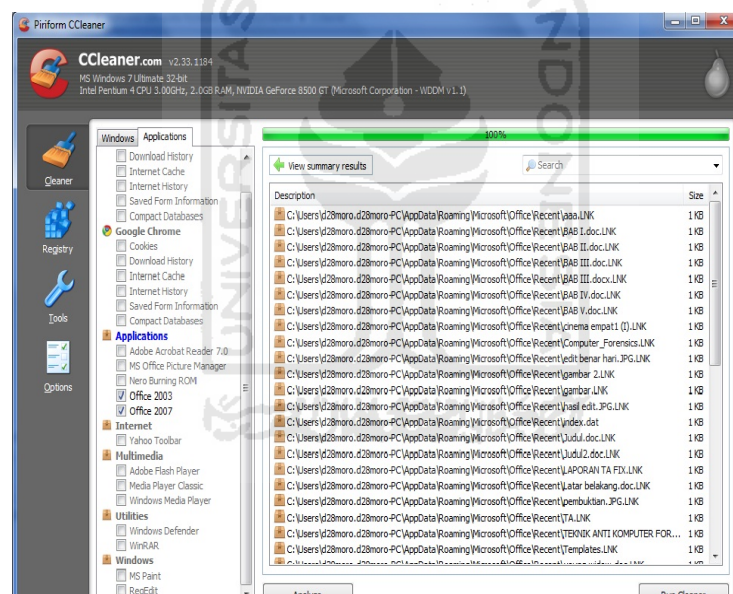 Piriform CCleaner
CCleaner.com v2.33.1184
MS Windows 7 Ultimate 32-bit
Intel Pentium 4 CPU 3.00GHz, 2.0GB RAM, NVIDIA GeForce 8500 GT (Microsoft Corporation - WDDM v1.1)
Cleaner
Registry
Tools
Options
Windows
Applications
Download History
Internet Cache
Internet History
Saved Form Information
Compact Databases
Google Chrome
Cookies
Download History
Internet Cache
Internet History
Saved Form Information
Compact Databases
Applications
Adobe Acrobat Reader 7.0
MS Office Picture Manager
Nero Burning ROM
Office 2003
Office 2007
Internet
Yahoo Toolbar
Multimedia
Adobe Flash Player
Media Player Classic
Windows Media Player
Utilities
Windows Defender
WinRAR
Windows
MS Paint
RegEdit
100%
View summary results
Search
Description Size
C:\Users\d28moro.d28moro-PC\AppData\Roaming\Microsoft\Office\Recent\aaa.LNK 1 KB
C:\Users\d28moro.d28moro-PC\AppData\Roaming\Microsoft\Office\Recent\BAB I.doc.LNK 1 KB
C:\Users\d28moro.d28moro-PC\AppData\Roaming\Microsoft\Office\Recent\BAB II.doc.LNK 1 KB
C:\Users\d28moro.d28moro-PC\AppData\Roaming\Microsoft\Office\Recent\BAB III.doc.LNK 1 KB
C:\Users\d28moro.d28moro-PC\AppData\Roaming\Microsoft\Office\Recent\BAB III.docx.LNK 1 KB
C:\Users\d28moro.d28moro-PC\AppData\Roaming\Microsoft\Office\Recent\BAB IV.doc.LNK 1 KB
C:\Users\d28moro.d28moro-PC\AppData\Roaming\Microsoft\Office\Recent\BAB V.doc.LNK 1 KB
C:\Users\d28moro.d28moro-PC\AppData\Roaming\Microsoft\Office\Recent\cinema empat1 (I).LNK 1 KB
C:\Users\d28moro.d28moro-PC\AppData\Roaming\Microsoft\Office\Recent\Computer_Forensics.LNK 1 KB
C:\Users\d28moro.d28moro-PC\AppData\Roaming\Microsoft\Office\Recent\edit benar hari.JPG.LNK 1 KB
C:\Users\d28moro.d28moro-PC\AppData\Roaming\Microsoft\Office\Recent\gambar 2.LNK 1 KB
C:\Users\d28moro.d28moro-PC\AppData\Roaming\Microsoft\Office\Recent\gambar.LNK 1 KB
C:\Users\d28moro.d28moro-PC\AppData\Roaming\Microsoft\Office\Recent\hasil edit.JPG.LNK 1 KB
C:\Users\d28moro.d28moro-PC\AppData\Roaming\Microsoft\Office\Recent\index.dat 1 KB
C:\Users\d28moro.d28moro-PC\AppData\Roaming\Microsoft\Office\Recent\Judul.doc.LNK 1 KB
C:\Users\d28moro.d28moro-PC\AppData\Roaming\Microsoft\Office\Recent\Judul2.doc.LNK 1 KB
C:\Users\d28moro.d28moro-PC\AppData\Roaming\Microsoft\Office\Recent\LAPORAN TA FIX.LNK 1 KB
C:\Users\d28moro.d28moro-PC\AppData\Roaming\Microsoft\Office\Recent\Latar belakang.doc.LNK 1 KB
C:\Users\d28moro.d28moro-PC\AppData\Roaming\Microsoft\Office\Recent\pembuktian.JPG.LNK 1 KB
C:\Users\d28moro.d28moro-PC\AppData\Roaming\Microsoft\Office\Recent\TA.LNK 1 KB
C:\Users\d28moro.d28moro-PC\AppData\Roaming\Microsoft\Office\Recent\TEKNIK ANTI KOMPUTER FOR... 1 KB
C:\Users\d28moro.d28moro-PC\AppData\Roaming\Microsoft\Office\Recent\Templates.LNK 1 KB